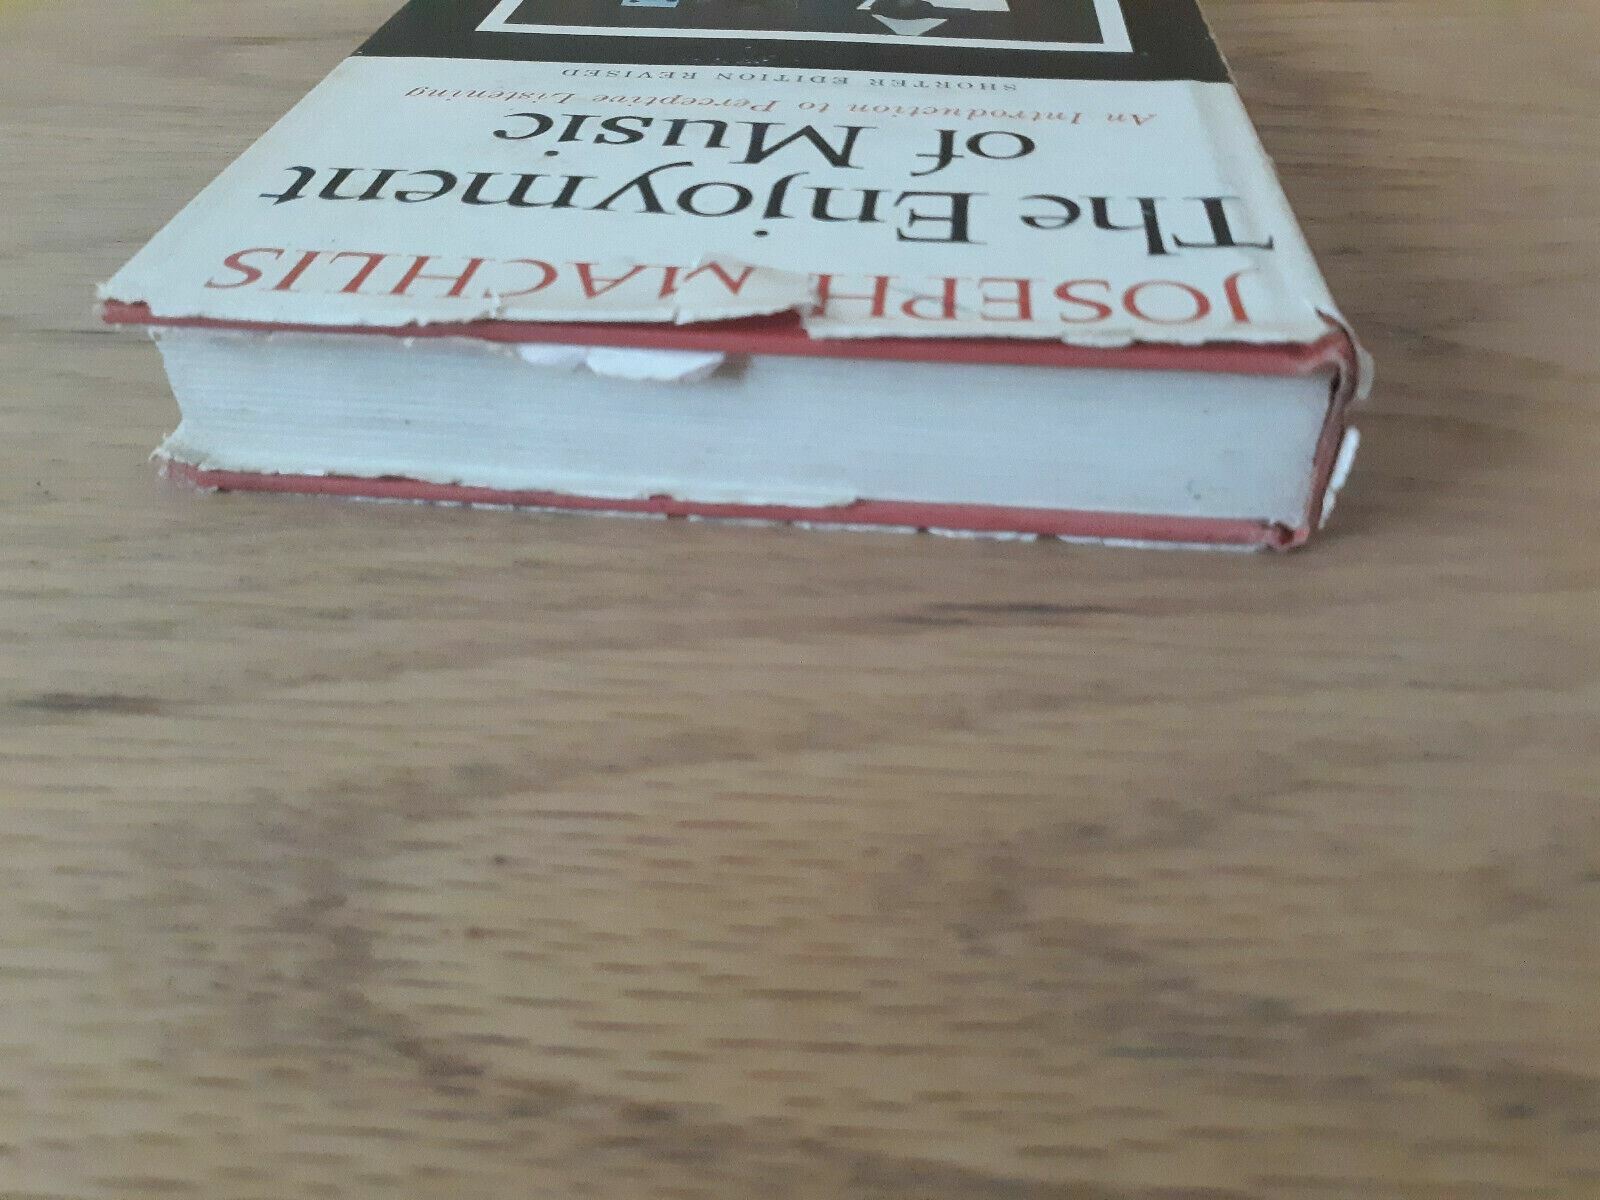 JOSEPH MACHLIS
The Enjoyment
of Music
An Introduction to Perceptive Listening
SHORTER EDITION REVISED